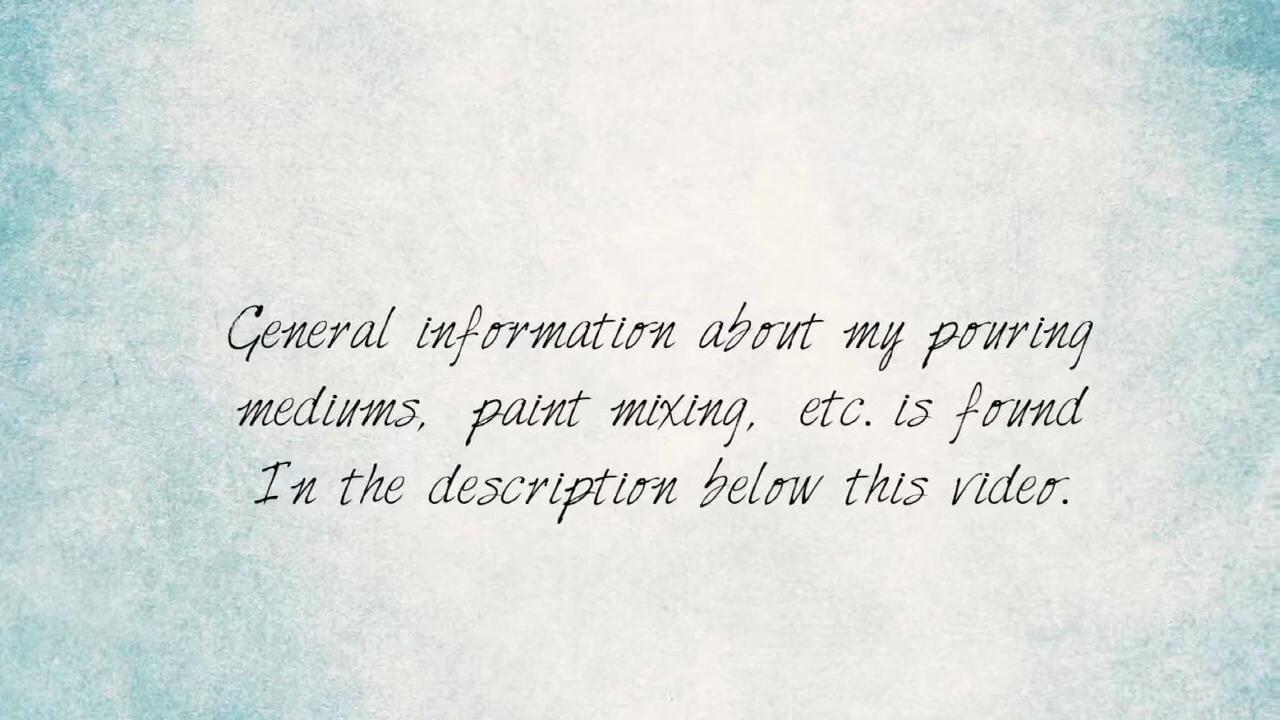 General information about my pouring
mediums, paint mixing, etc. is found
In the description below this video.